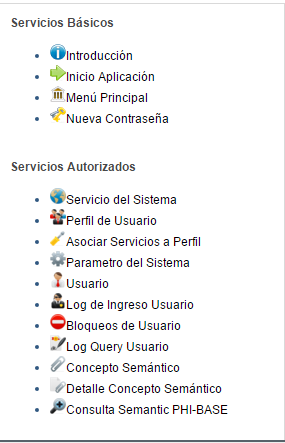 Servicios Básicos
Introducción
Inicio Aplicación
Menú Principal
Nueva Contraseña
Servicios Autorizados
Servicio del Sistema
Perfil de Usuario
Asociar Servicios a Perfil
Parametro del Sistema
Usuario
Log de Ingreso Usuario
Bloqueos de Usuario
Log Query Usuario
Concepto Semántico
Detalle Concepto Semántico
Consulta Semantic PHI-BASE